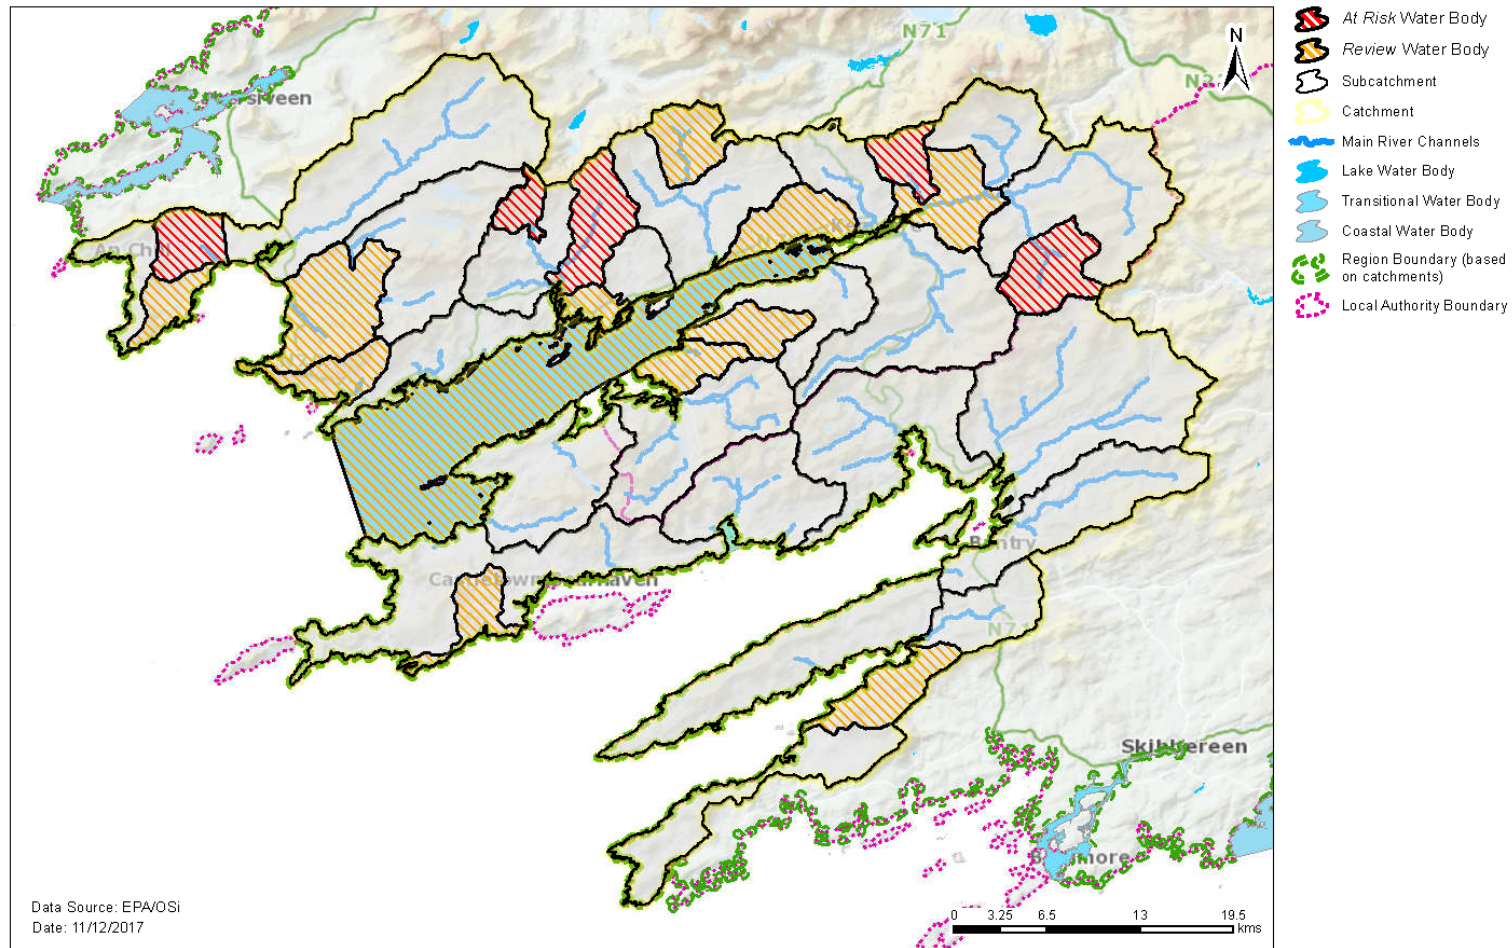 N71
N
At Risk Water Body
Review Water Body
Subcatchment
Catchment
Main River Channels
Lake Water Body
Transitional Water Body
Coastal Water Body
Region Boundary (based
on catchments)
Local Authority Boundary
N71
Skibbereen
Data Source: EPA/OSi
Date: 11/12/2017
0 3.25 6.5 13 19.5
kms